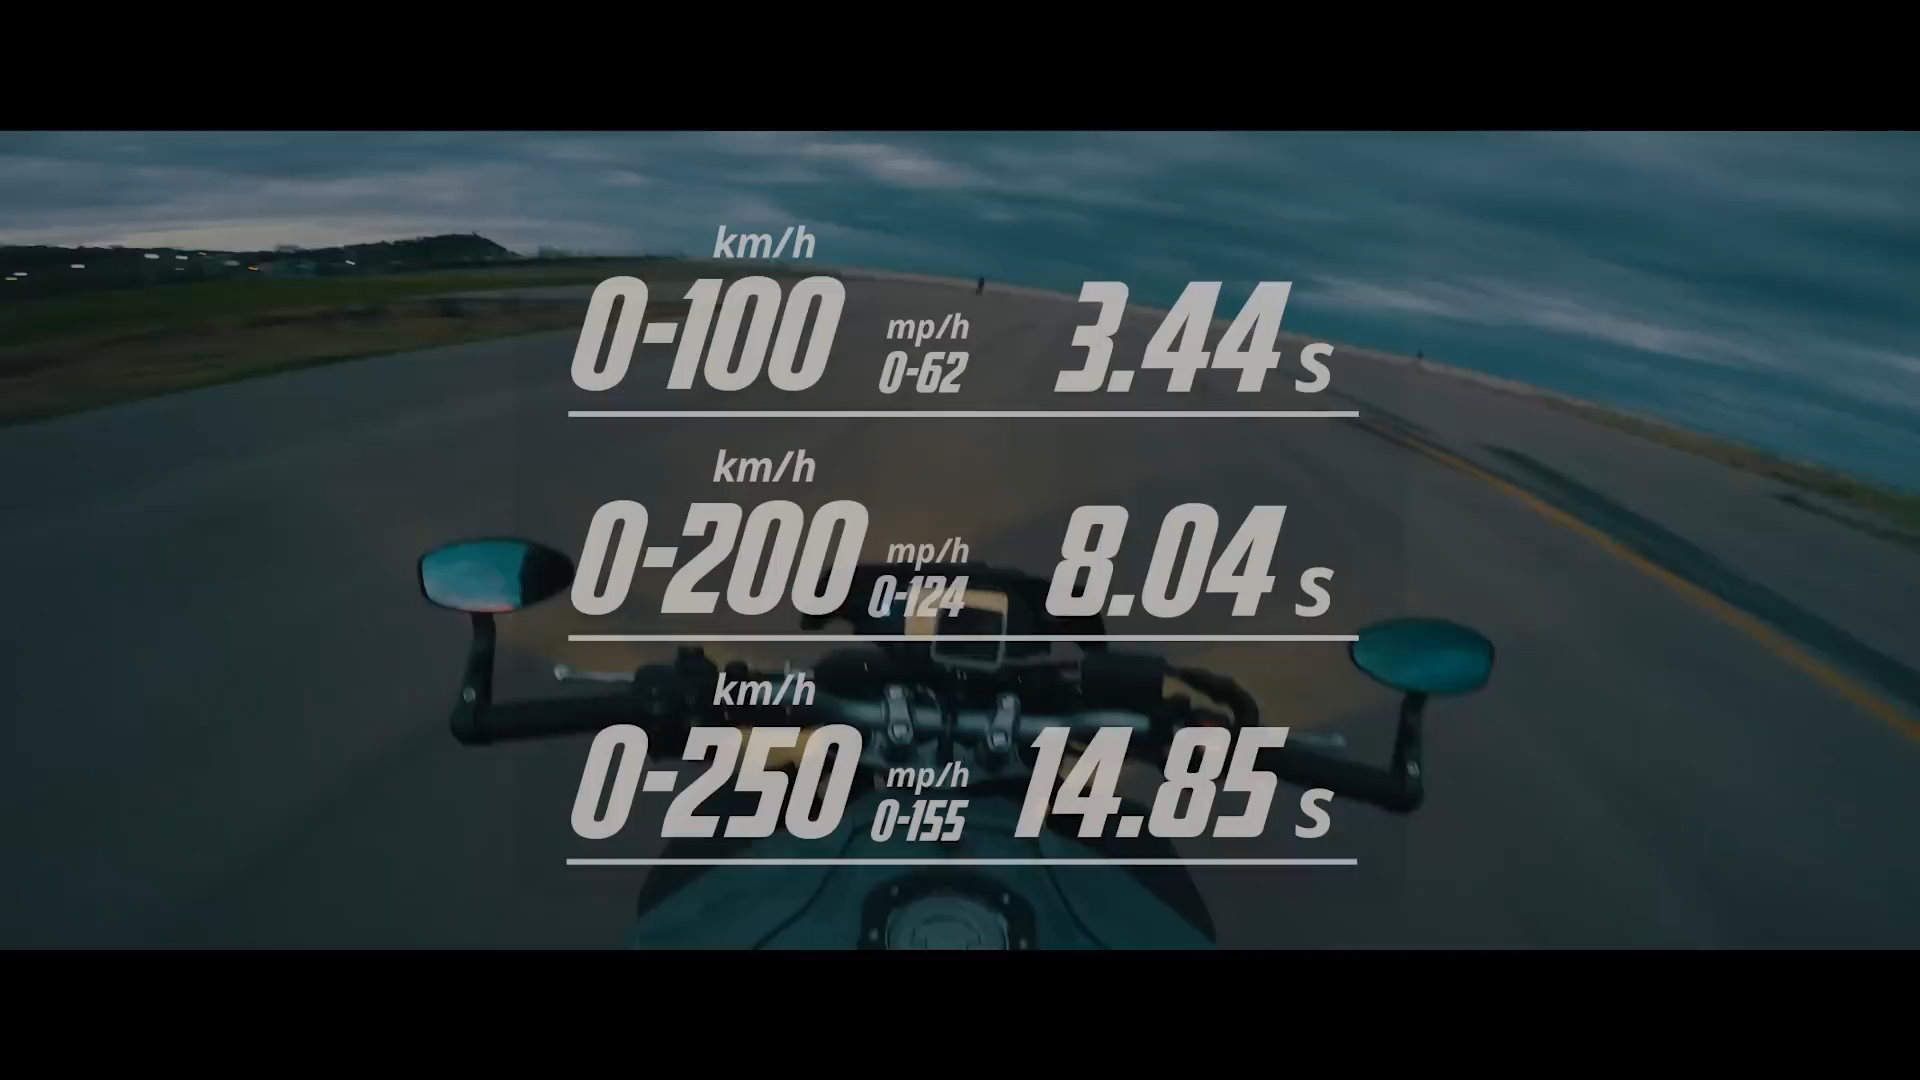 km/h
0-100 mp/h 0-62 3.44 s
km/h
0-200 mp/h 0-124 8.04 s
km/h
0-250 mp/h 0-155 14.85 s